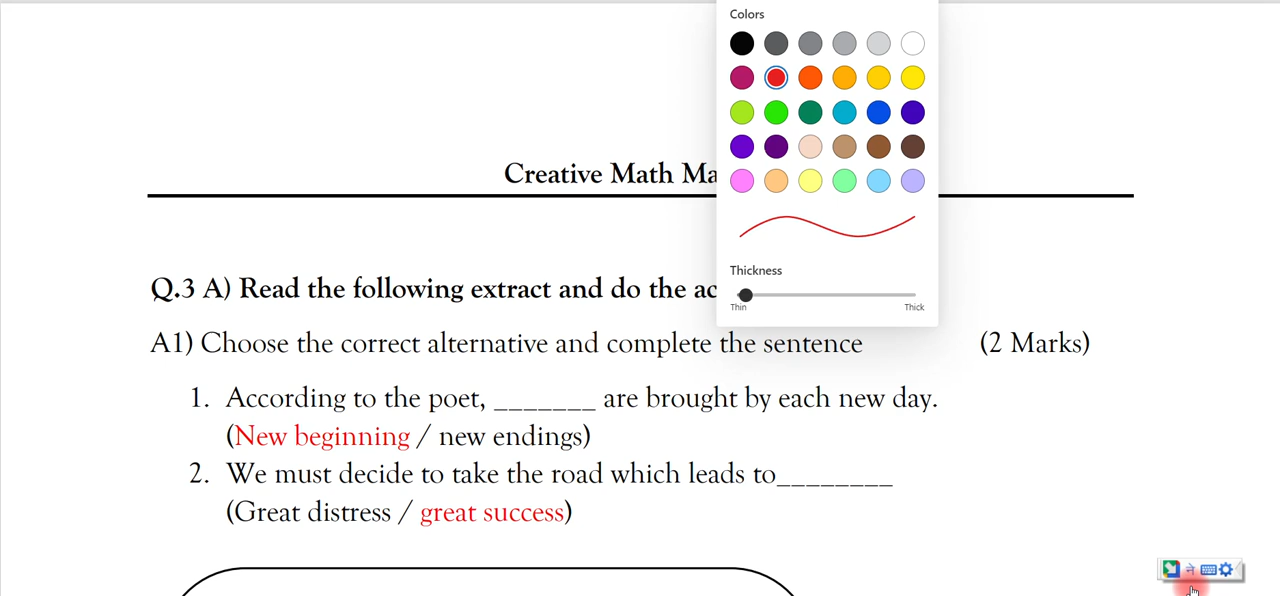 Colors
Creative Math Ma
Thickness
Thin
Thick
Q.3 A) Read the following extract and do the ac
A1) Choose the correct alternative and complete the sentence (2 Marks)
1. According to the poet, _______ are brought by each new day.
(New beginning / new endings)
2. We must decide to take the road which leads to________
(Great distress / great success)
ने